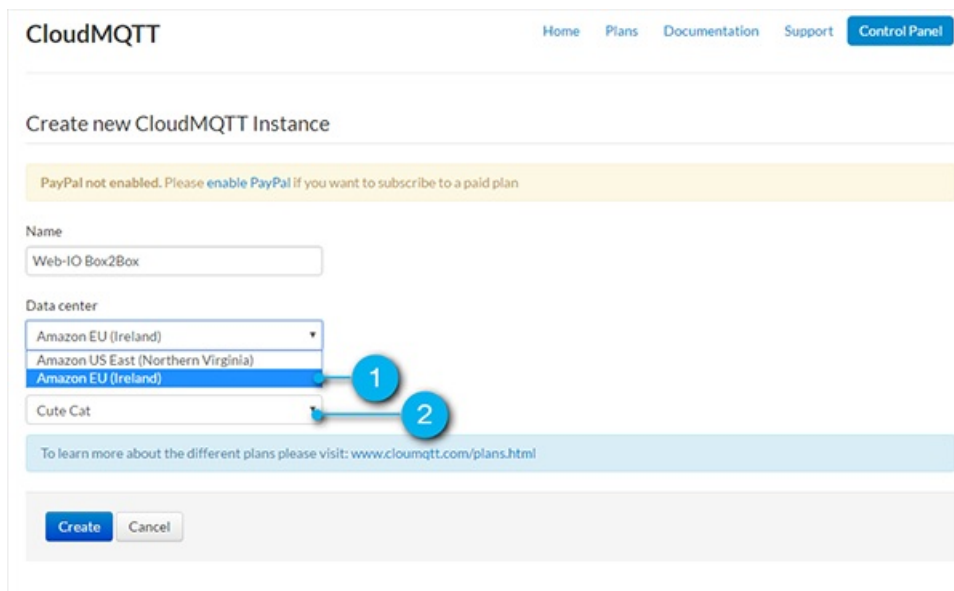 CloudMQTT
Home Plans Documentation Support Control Panel
Create new CloudMQTT Instance
PayPal not enabled. Please enable PayPal if you want to subscribe to a paid plan
Name
Web-IO Box2Box
Data center
Amazon EU (Ireland)
Amazon US East (Northern Virginia)
Amazon EU (Ireland)
1
Cute Cat
2
To learn more about the different plans please visit: www.cloumqtt.com/plans.html
Create Cancel